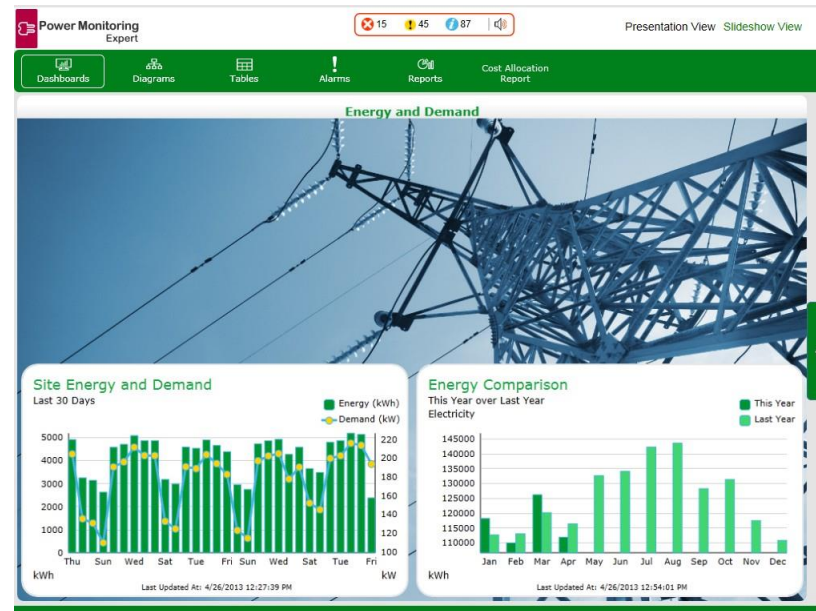 Power Monitoring
Expert
15 45 87
Presentation View Slideshow View
Dashboards
Diagrams
Tables
Alarms
Reports
Cost Allocation
Report
Energy and Demand
Site Energy and Demand
Last 30 Days
Energy (kWh)
Demand (kW)
5000
4000
3000
2000
1000
0
220
200
180
160
140
120
100
Thu Sun Wed Sat Tue Fri Sun Wed Sat Tue Fri
kWh kW
Last Updated At: 4/26/2013 12:27:39 PM
Energy Comparison
This Year over Last Year
Electricity
This Year
Last Year
145000
140000
135000
130000
125000
120000
115000
110000
Jan Feb Mar Apr May Jun Jul Aug Sep Oct Nov Dec
kWh
Last Updated At: 4/26/2013 12:54:01 PM